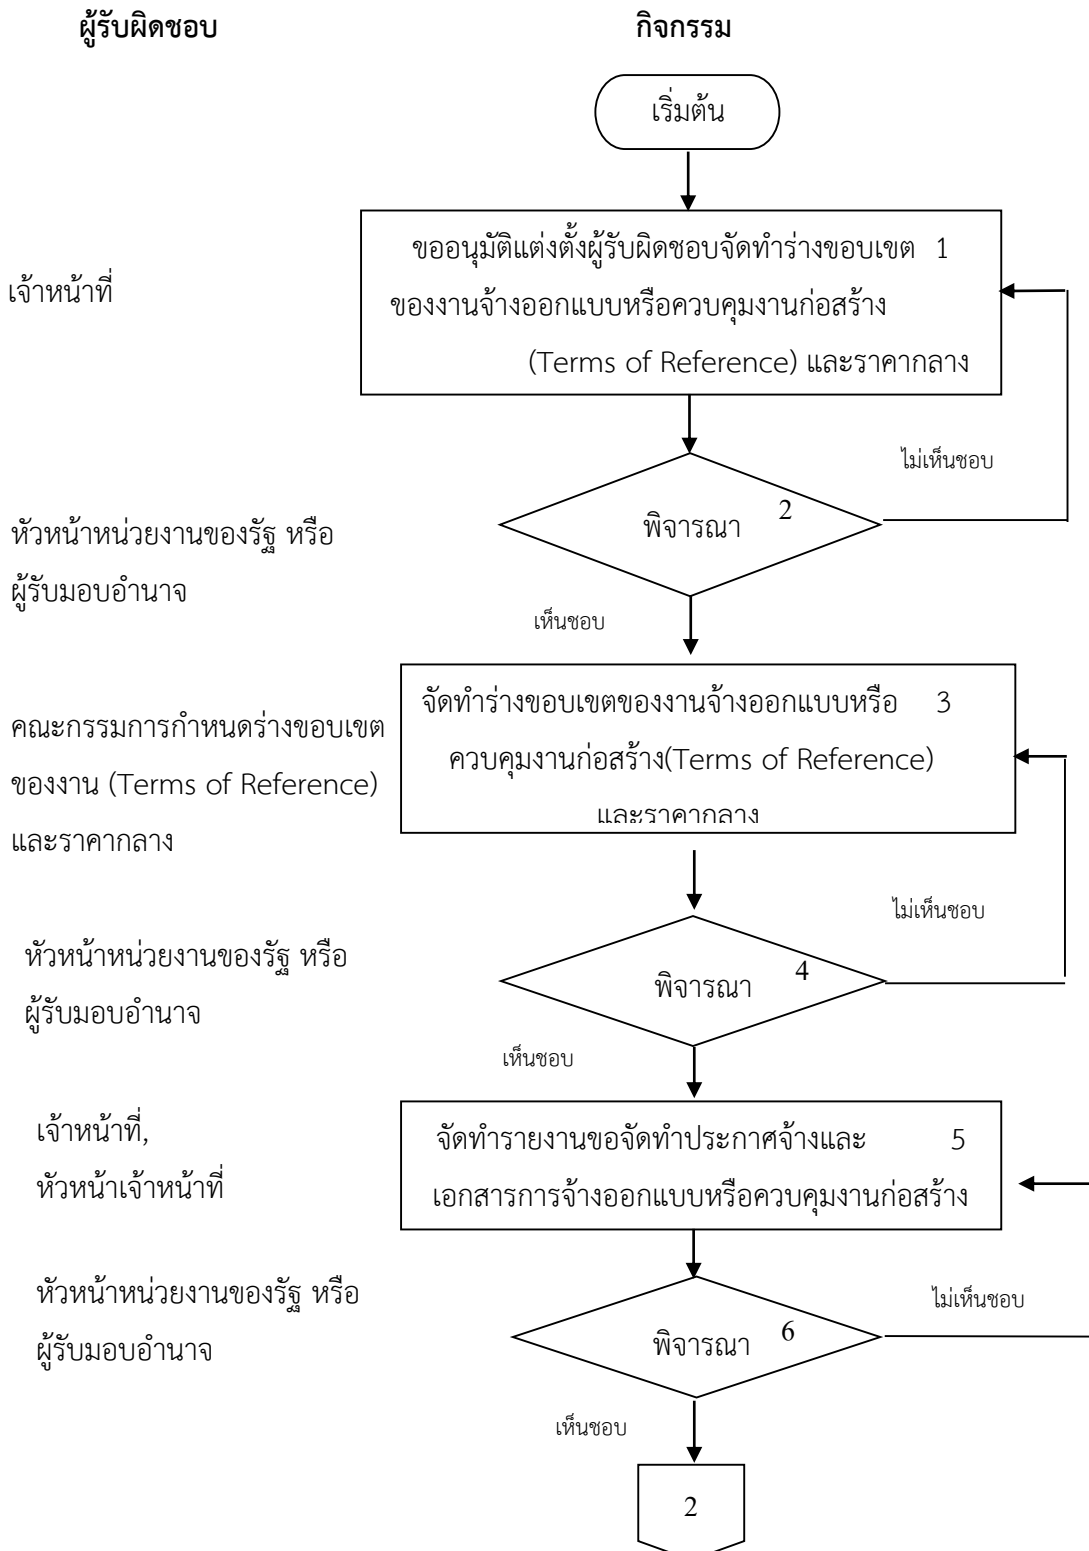 ผู้รับผิดชอบ กิจกรรม
เริ่มต้น
เจ้าหน้าที่
ขออนุมัติแต่งตั้งผู้รับผิดชอบจัดทำร่างขอบเขต 1
ของงานจ้างออกแบบหรือควบคุมงานก่อสร้าง
(Terms of Reference) และราคากลาง
ไม่เห็นชอบ
พิจารณา 2
หัวหน้าหน่วยงานของรัฐ หรือ
ผู้รับมอบอำนาจ
เห็นชอบ
คณะกรรมการกำหนดร่างขอบเขต
ของงาน (Terms of Reference)
และราคากลาง
จัดทำร่างขอบเขตของงานจ้างออกแบบหรือ 3
ควบคุมงานก่อสร้าง(Terms of Reference)
และราคากลาง
ไม่เห็นชอบ
หัวหน้าหน่วยงานของรัฐ หรือ
ผู้รับมอบอำนาจ
พิจารณา 4
เห็นชอบ
เจ้าหน้าที่,
หัวหน้าเจ้าหน้าที่
จัดทำรายงานขอจัดทำประกาศจ้างและ 5
เอกสารการจ้างออกแบบหรือควบคุมงานก่อสร้าง
หัวหน้าหน่วยงานของรัฐ หรือ
ผู้รับมอบอำนาจ
ไม่เห็นชอบ
พิจารณา 6
เห็นชอบ
2